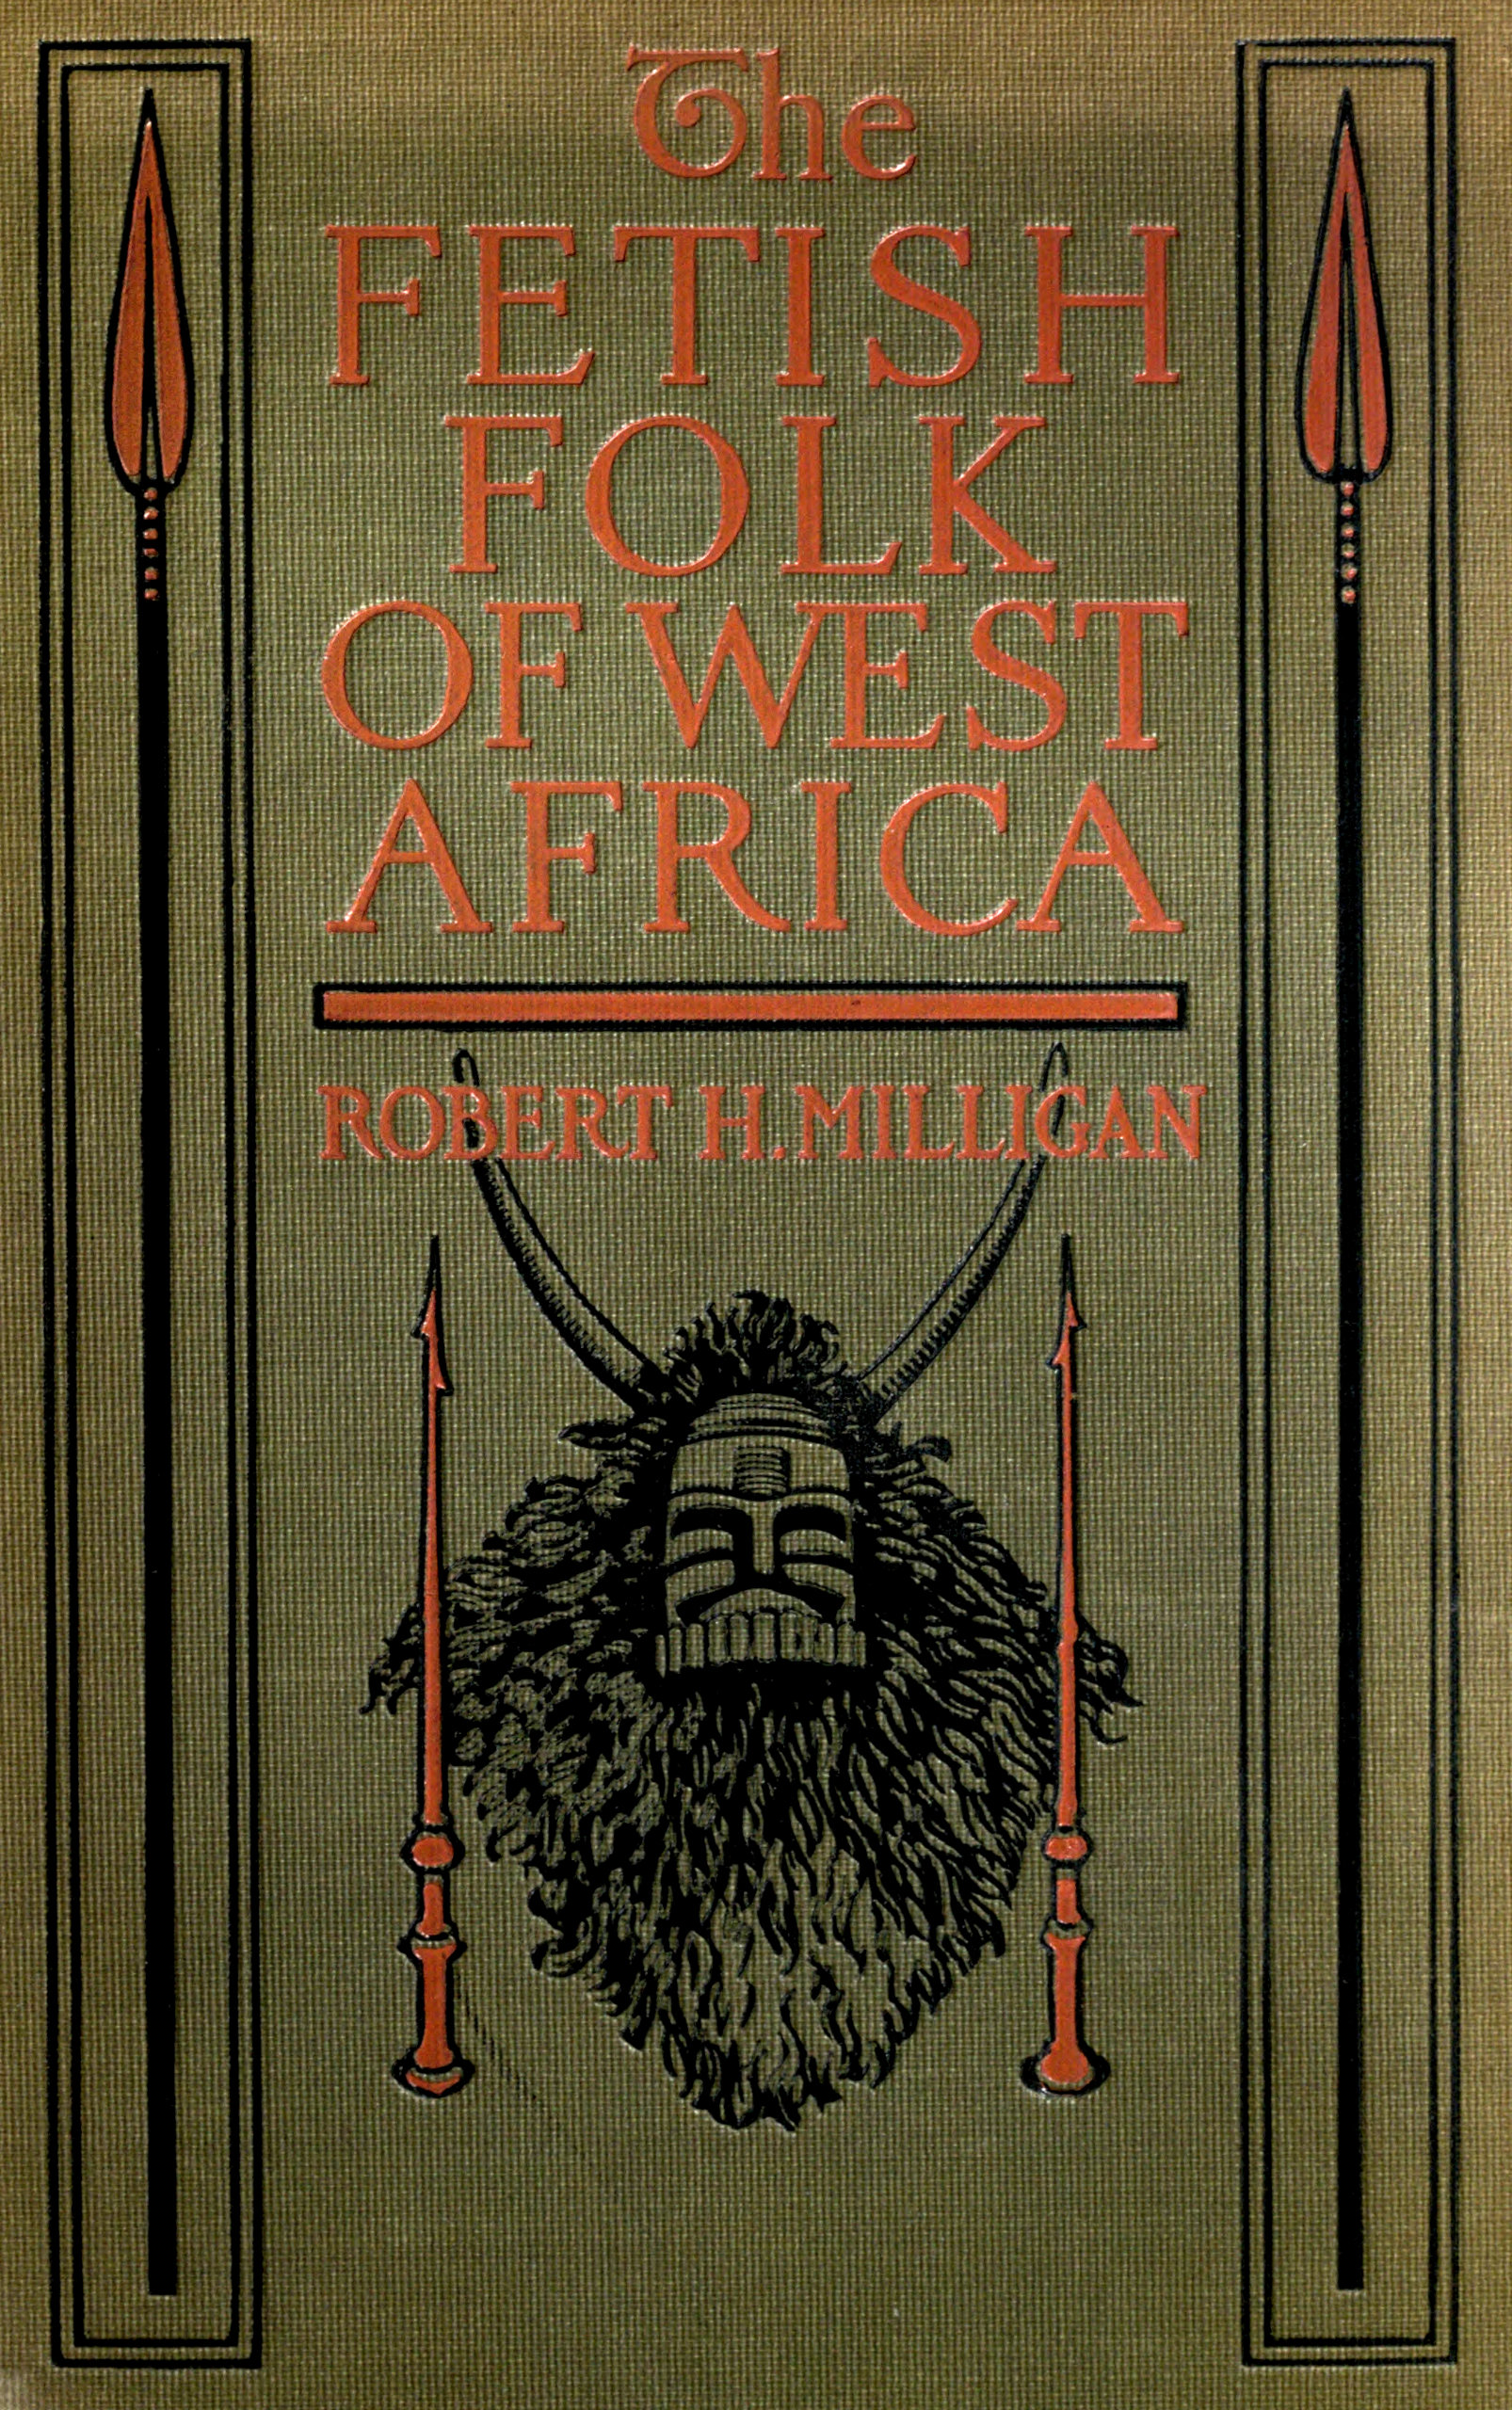 The
FETISH
FOLK
OF WEST
AFRICA
ROBERT H. MILLIGAN